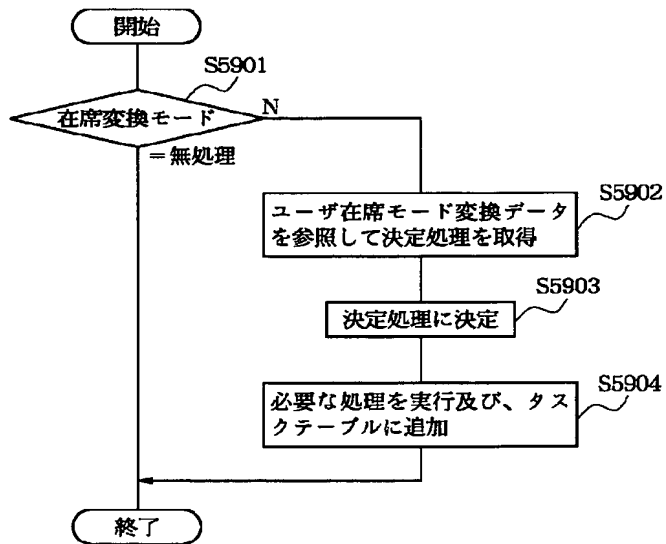 開始
S5901
在席変換モード
N
＝無処理
S5902
ユーザ在席モード変換データ
を参照して決定処理を取得
S5903
決定処理に決定
S5904
必要な処理を実行及び、タス
クテーブルに追加
終了